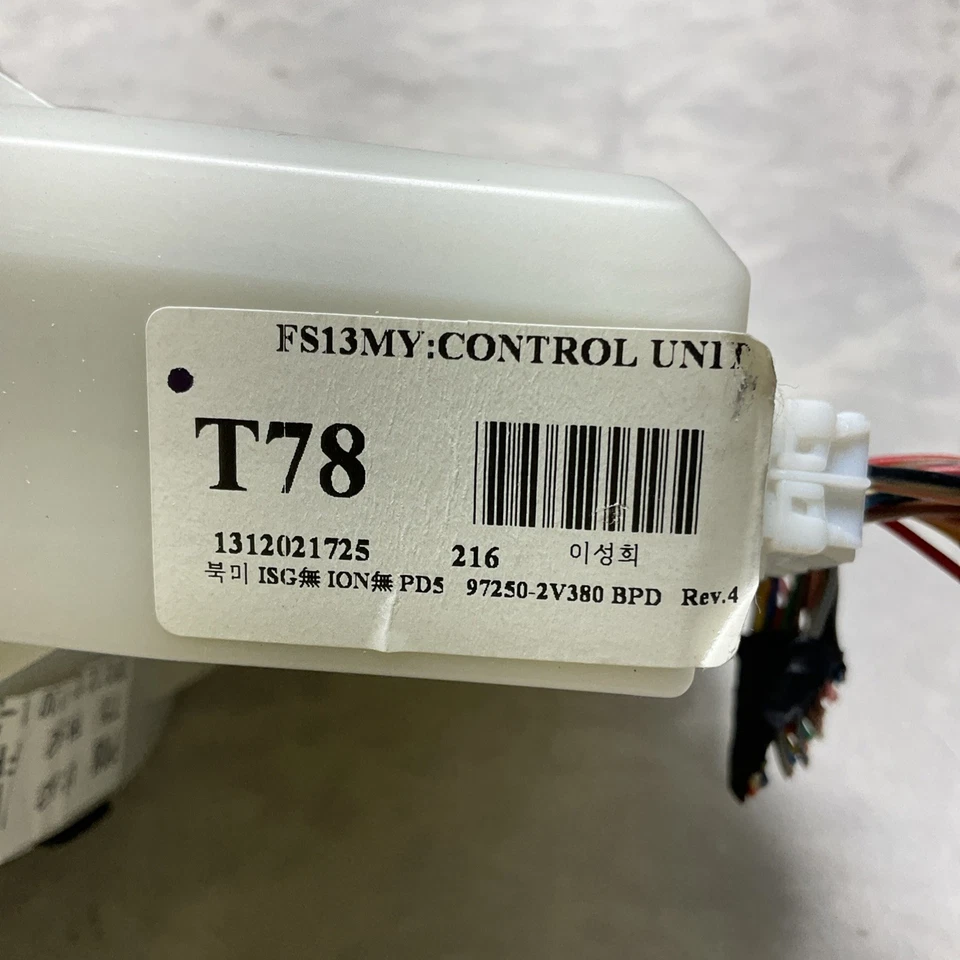 FS13MY:CONTROL UNIT
T78
1312021725 216 이성희
북미 ISG無 ION無 PD5 97250-2V380 BPD Rev.4